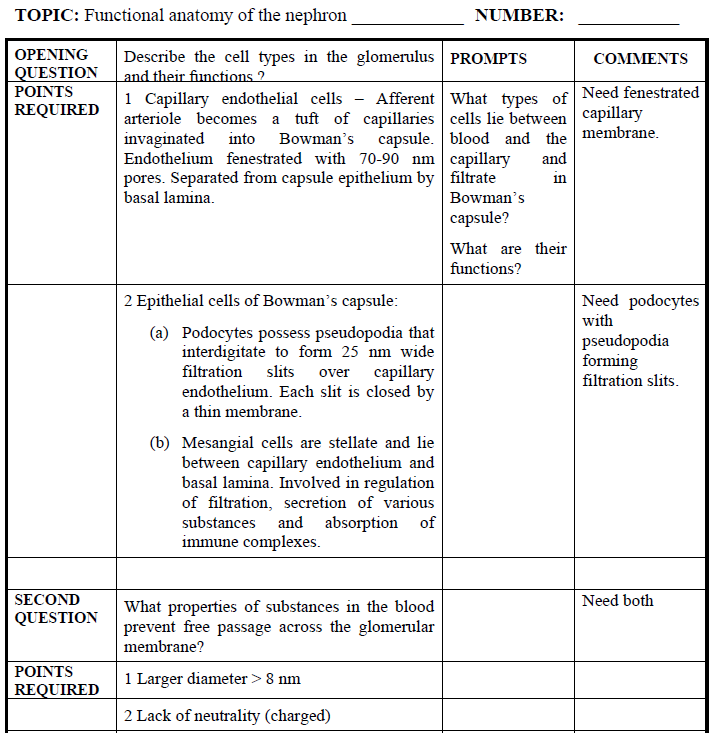 TOPIC: Functional anatomy of the nephron ____________ NUMBER: ___________
OPENING QUESTION
Describe the cell types in the glomerulus
and their functions ?
PROMPTS
COMMENTS
POINTS
REQUIRED
1 Capillary endothelial cells – Afferent
arteriole becomes a tuft of capillaries
invaginated into Bowman's capsule.
Endothelium fenestrated with 70-90 nm
pores. Separated from capsule epithelium by
basal lamina.
What types of
cells lie between
blood and the
capillary and
filtrate in
Bowman's
capsule?
What are their
functions?
Need fenestrated
capillary
membrane.
2 Epithelial cells of Bowman's capsule:
(a) Podocytes possess pseudopodia that
interdigitate to form 25 nm wide
filtration slits over capillary
endothelium. Each slit is closed by
a thin membrane.
(b) Mesangial cells are stellate and lie
between capillary endothelium and
basal lamina. Involved in regulation
of filtration, secretion of various
substances and absorption of
immune complexes.
Need podocytes
with
pseudopodia
forming
filtration slits.
SECOND
QUESTION
What properties of substances in the blood
prevent free passage across the glomerular
membrane?
Need both
POINTS
REQUIRED
1 Larger diameter > 8 nm
2 Lack of neutrality (charged)